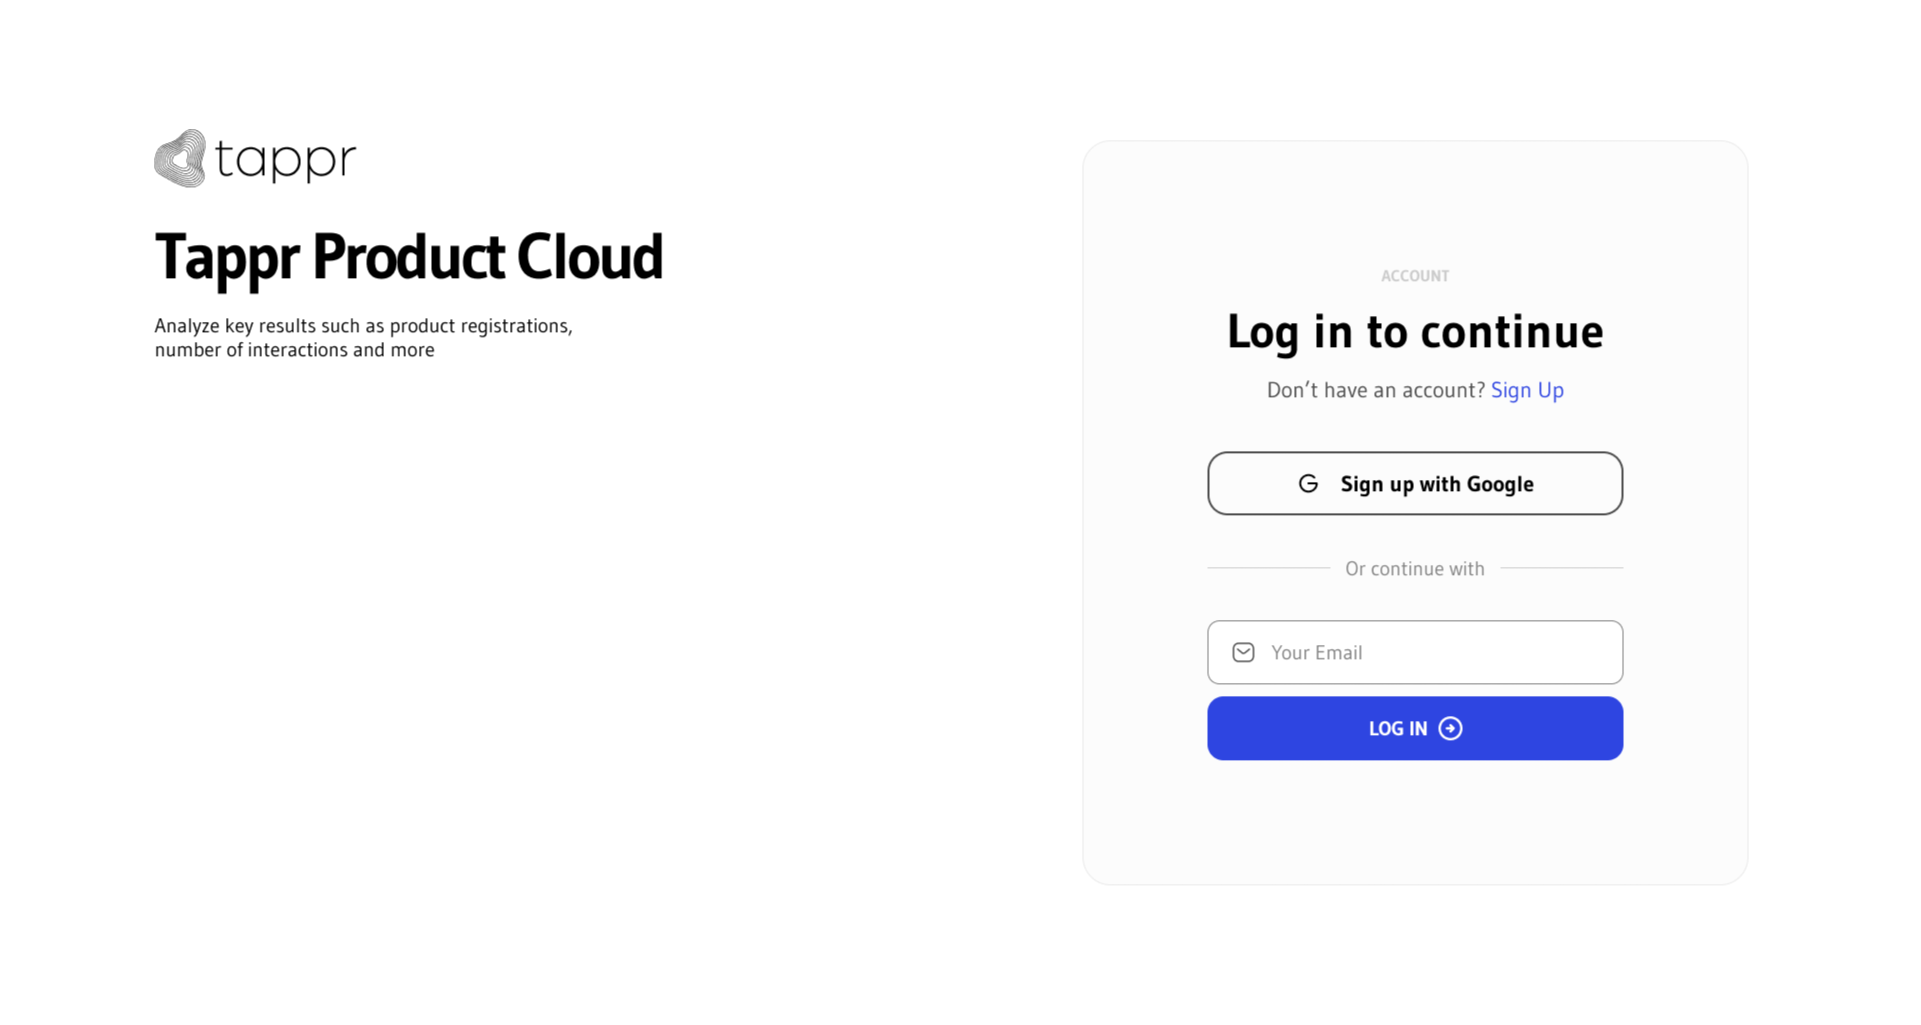 tappr
Tappr Product Cloud
Analyze key results such as product registrations,
number of interactions and more
ACCOUNT
Log in to continue
Don’t have an account? Sign Up
G Sign up with Google
Or continue with
Your Email
LOG IN